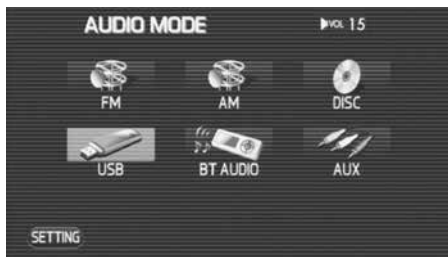 AUDIO MODE
VOL 15
FM AM DISC
USB BT AUDIO AUX
SETTING